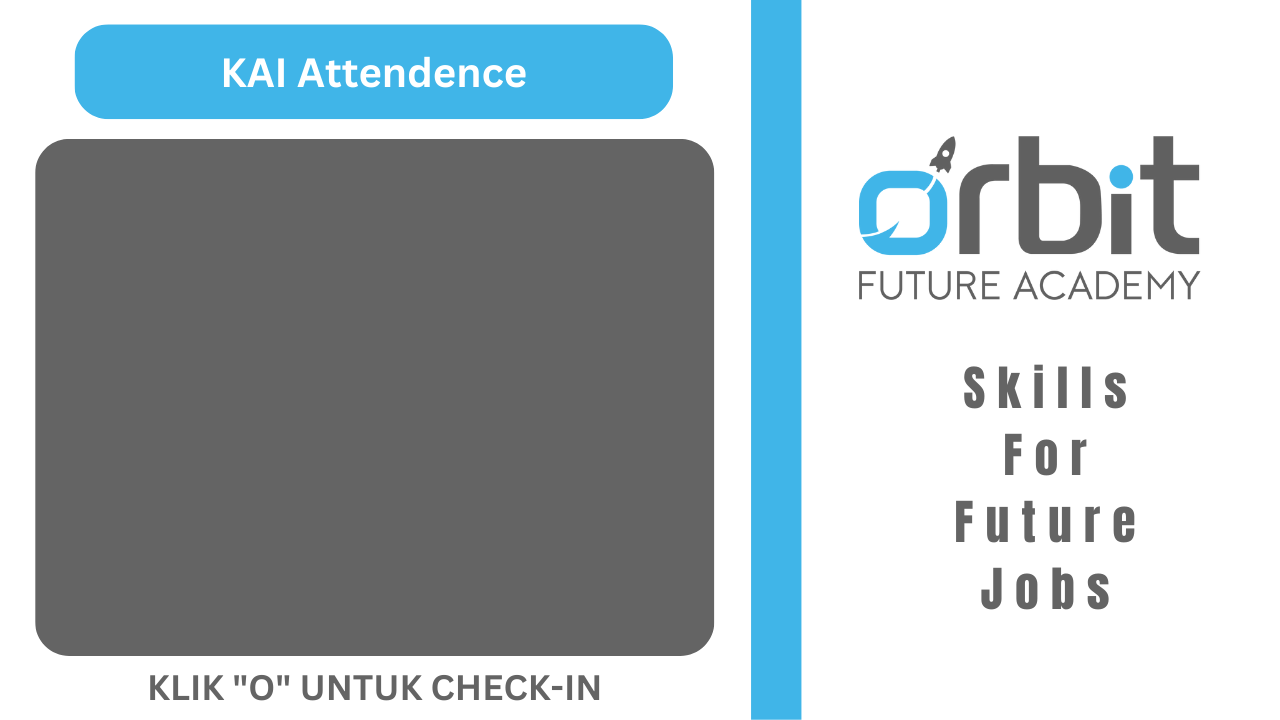 KAI Attendence
KLIK "O" UNTUK CHECK-IN
orbit
FUTURE ACADEMY
Skills
For
Future
Jobs